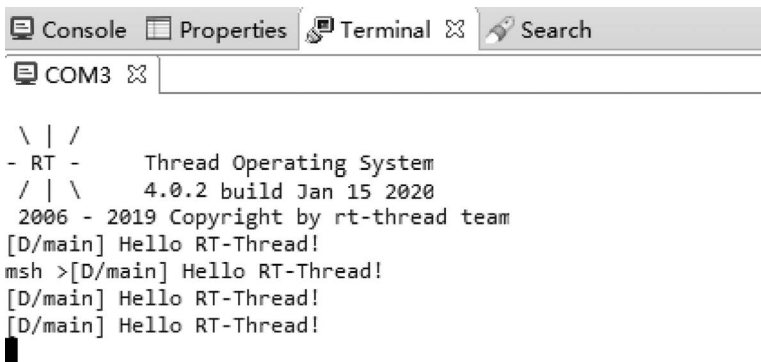 Console Properties Terminal Search
COM3
 \ | /
- RT -     Thread Operating System
 / | \     4.0.2 build Jan 15 2020
 2006 - 2019 Copyright by rt-thread team
[D/main] Hello RT-Thread!
msh >[D/main] Hello RT-Thread!
[D/main] Hello RT-Thread!
[D/main] Hello RT-Thread!